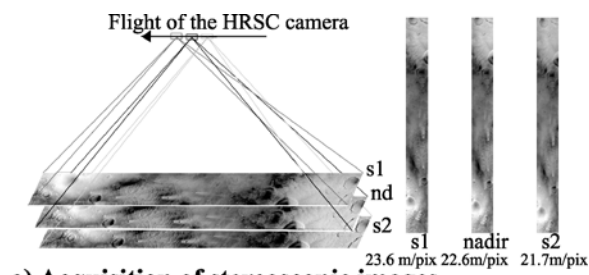 Flight of the HRSC camera
s1
nd
s2
s1 nadir s2
23.6 m/pix 22.6m/pix 21.7m/pix
a) Acquisition of stereoscopic images